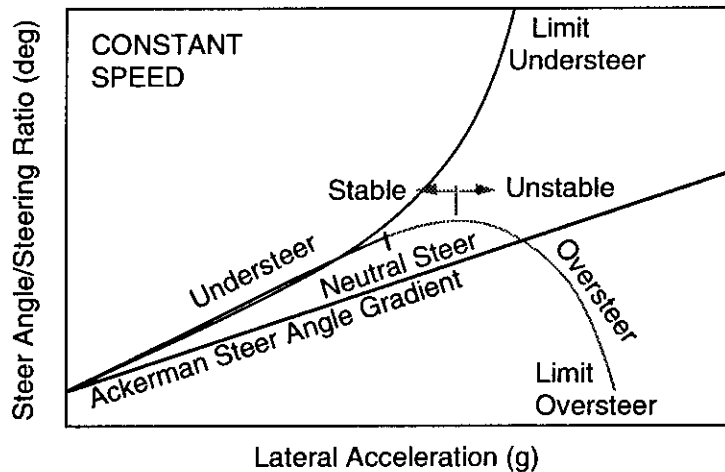 CONSTANT
SPEED
Limit
Understeer
Stable
Unstable
Understeer
Neutral Steer
Ackerman Steer Angle Gradient
Oversteer
Limit
Oversteer
Steer Angle/Steering Ratio (deg)
Lateral Acceleration (g)